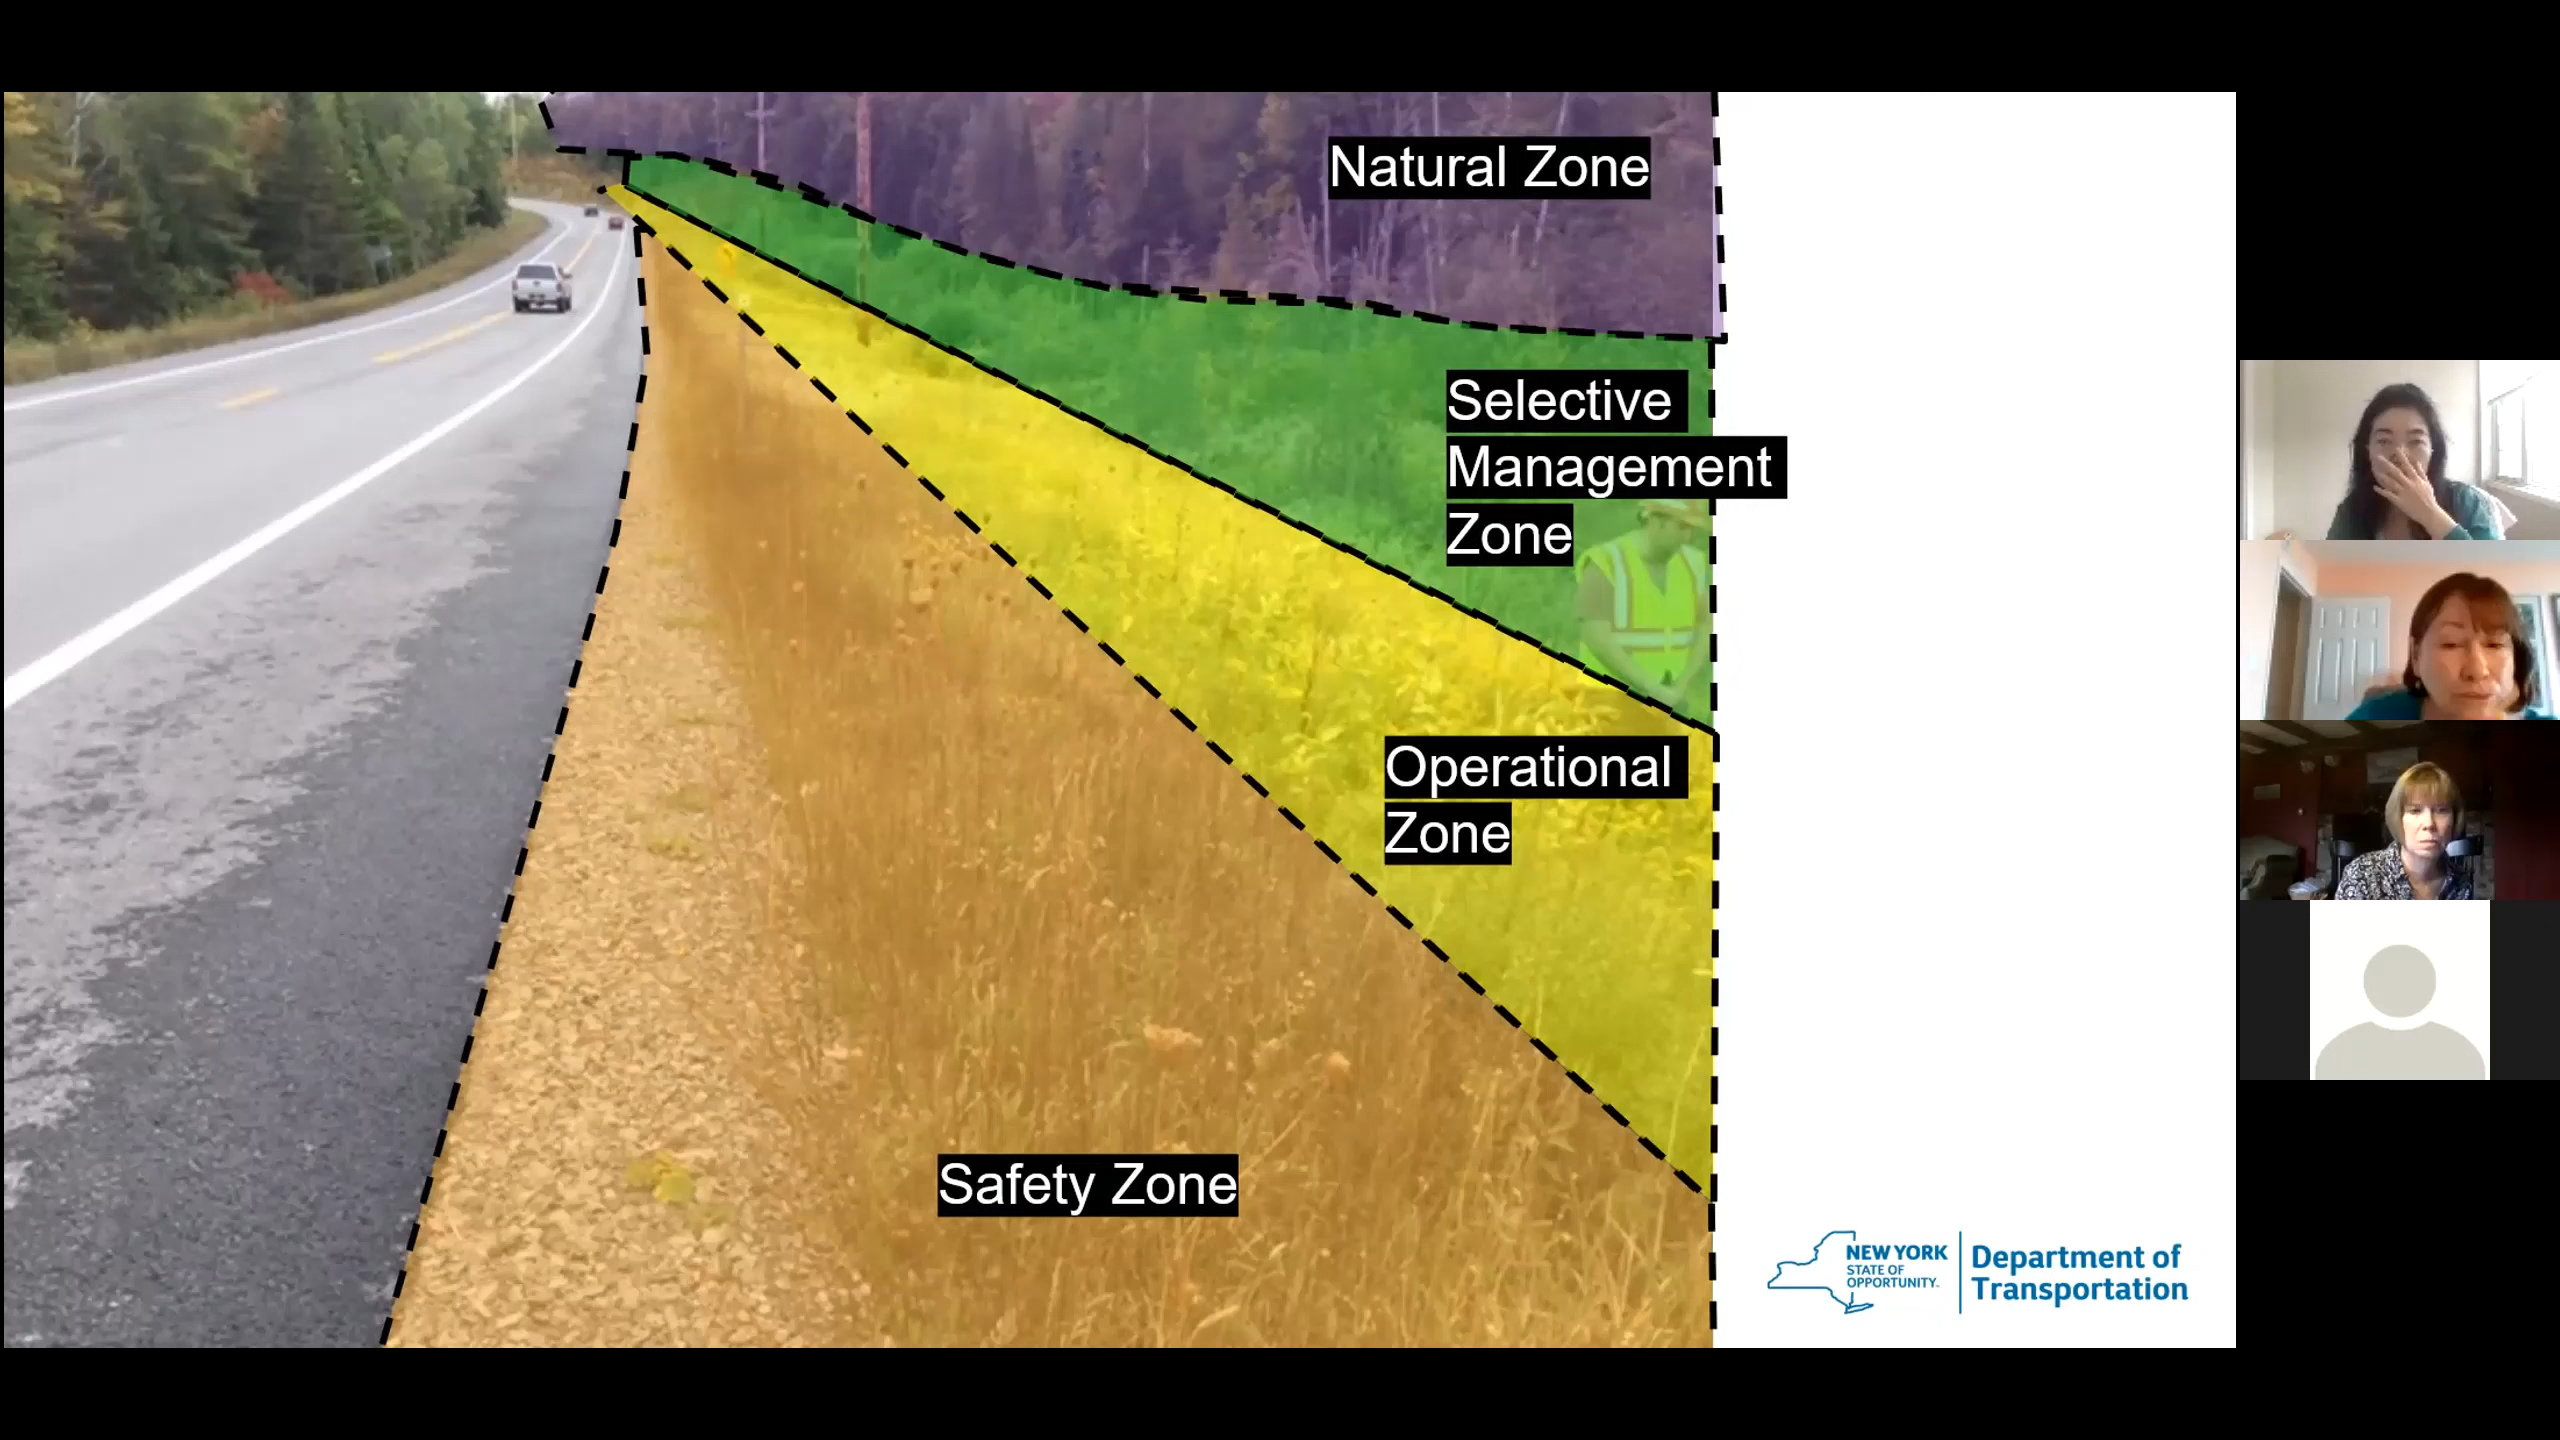 Natural Zone
Selective
Management
Zone
Operational
Zone
Safety Zone
NEW YORK
STATE OF
OPPORTUNITY.
Department of
Transportation